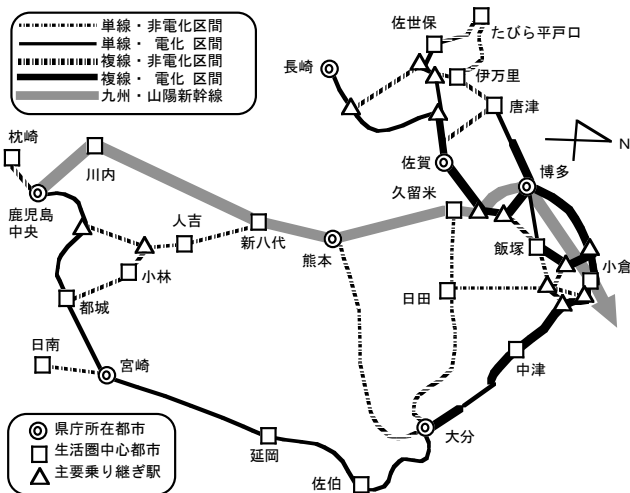 単線・非電化区間
単線・ 電化 区間
複線・非電化区間
複線・ 電化 区間
九州・山陽新幹線
佐世保
たびら平戸口
長崎
伊万里
唐津
枕崎
N
川内
佐賀
博多
久留米
鹿児島
中央
人吉
新八代
熊本
飯塚
小倉
小林
日田
都城
日南
宮崎
中津
県庁所在都市
生活圏中心都市
主要乗り継ぎ駅
大分
延岡
佐伯